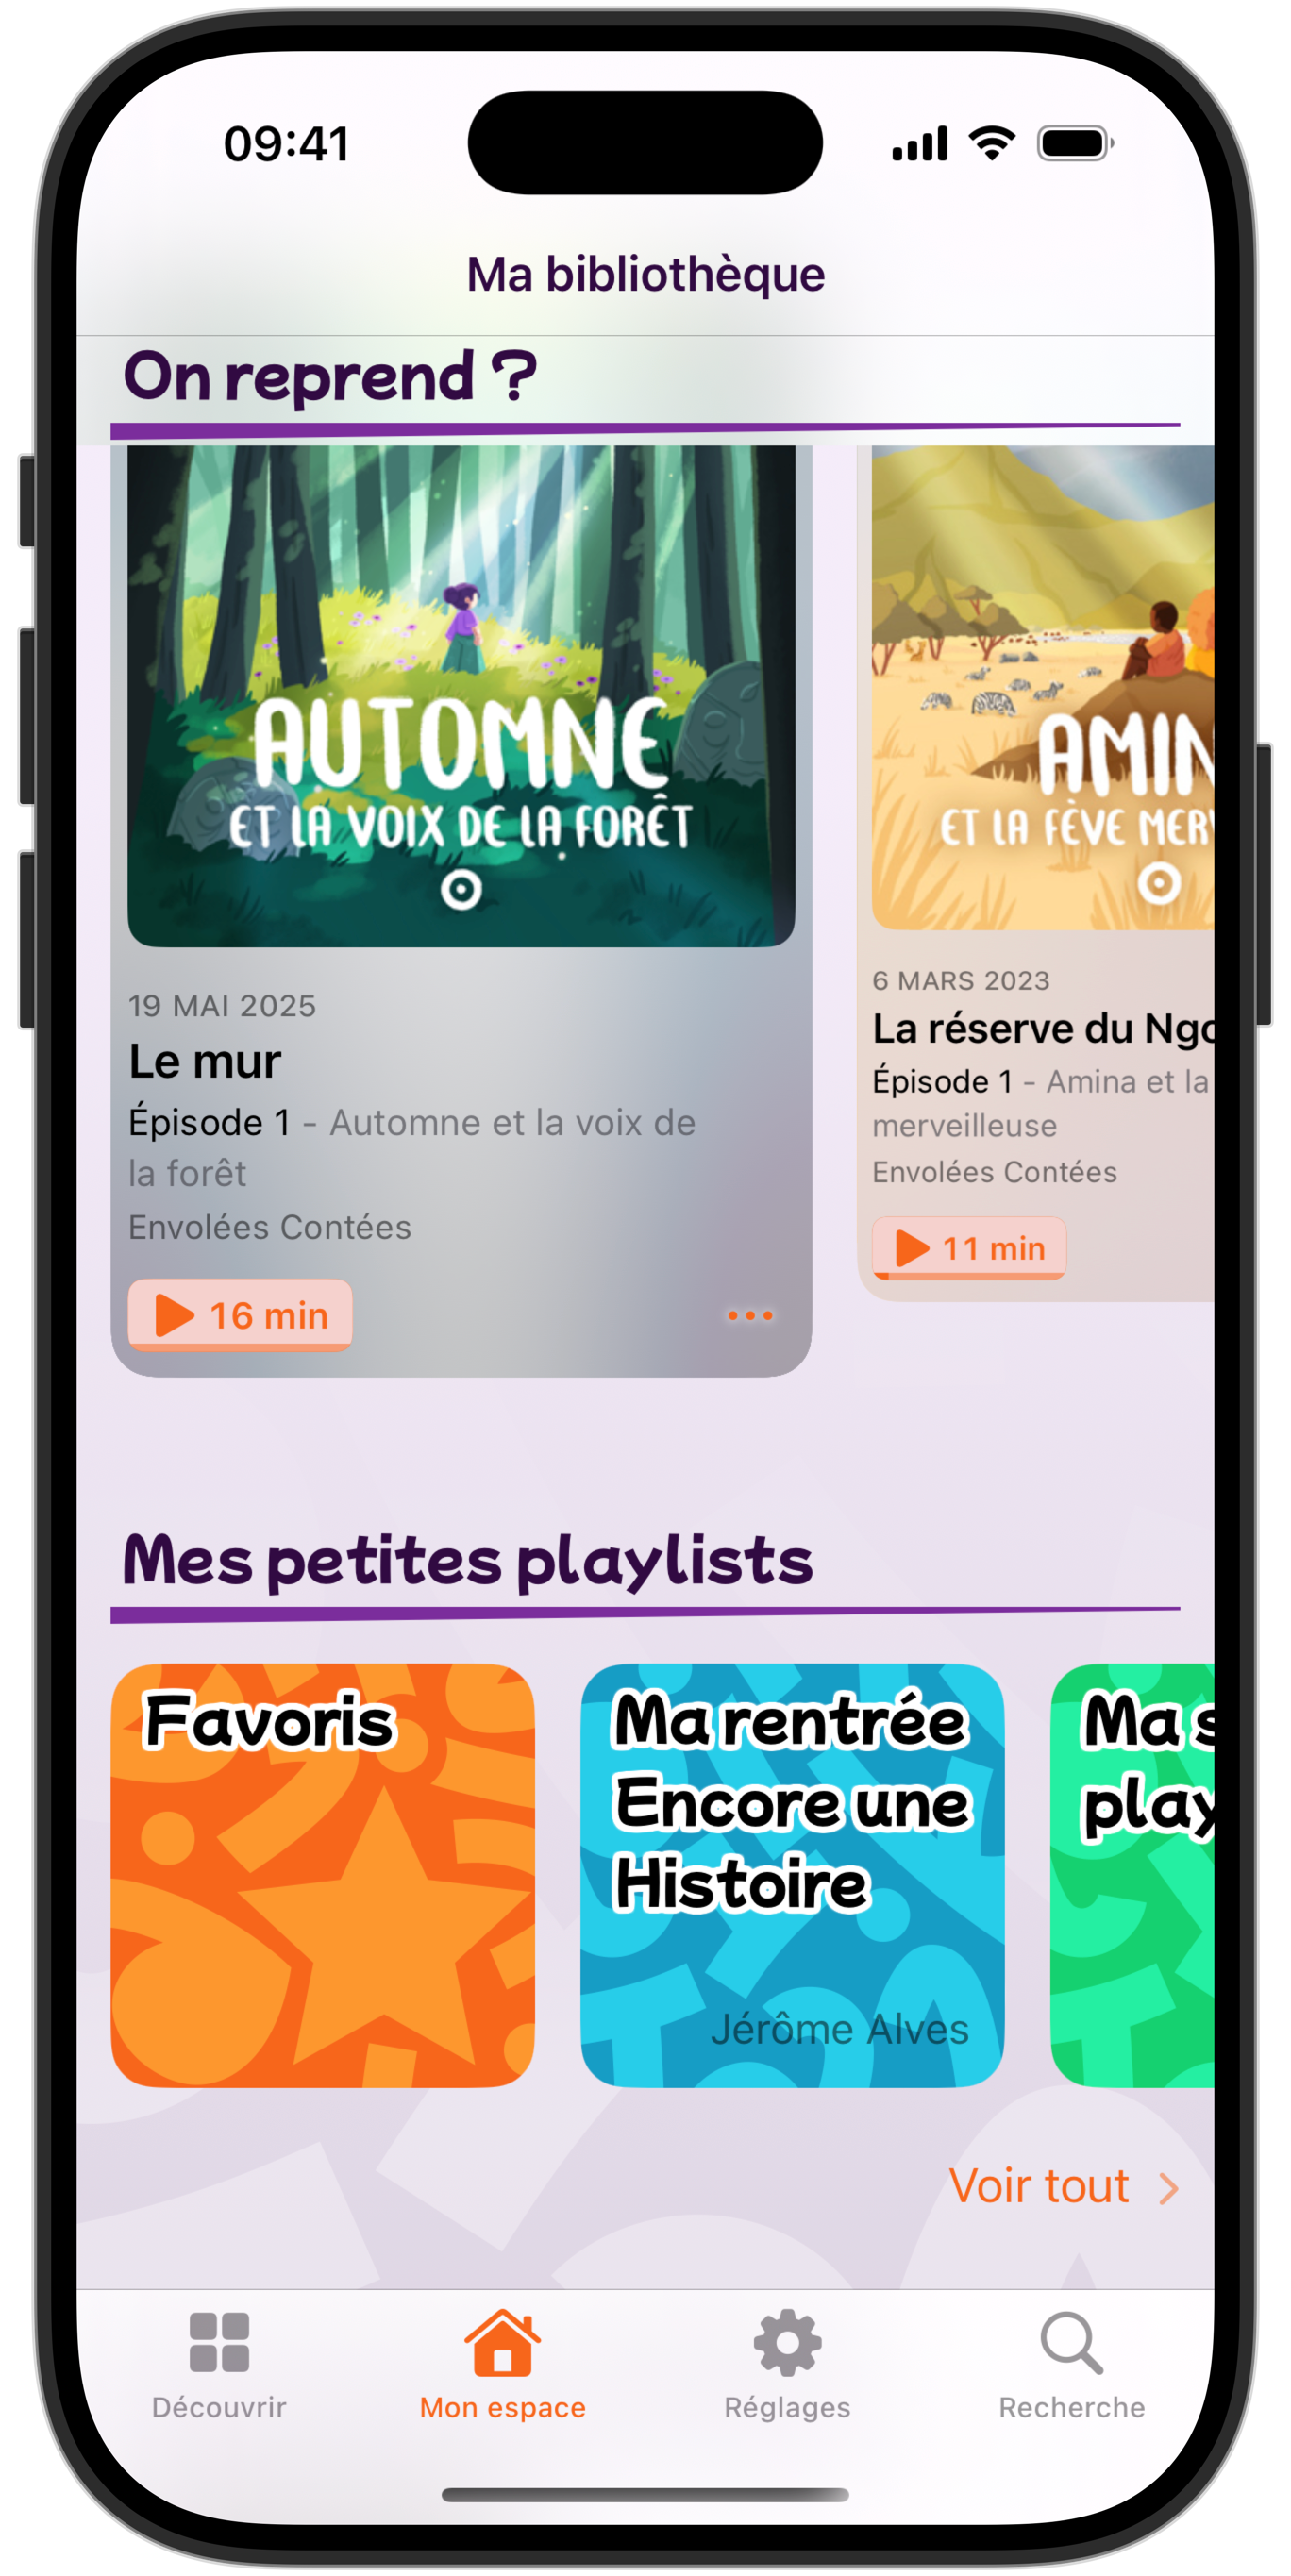 09:41
Ma bibliothèque
On reprend ?
AUTOMNE
ET LA VOIX DE LA FORÊT
19 MAI 2025
Le mur
Épisode 1 - Automne et la voix de
la forêt
Envolées Contées
16 min
AMIN
ET LA FÈVE MER
6 MARS 2023
La réserve du Ngo
Épisode 1 - Amina et la
merveilleuse
Envolées Contées
11 min
Mes petites playlists
Favoris
Ma rentrée
Encore une
Histoire
Jérôme Alves
Ma s
play
Voir tout
Découvrir
Mon espace
Réglages
Recherche